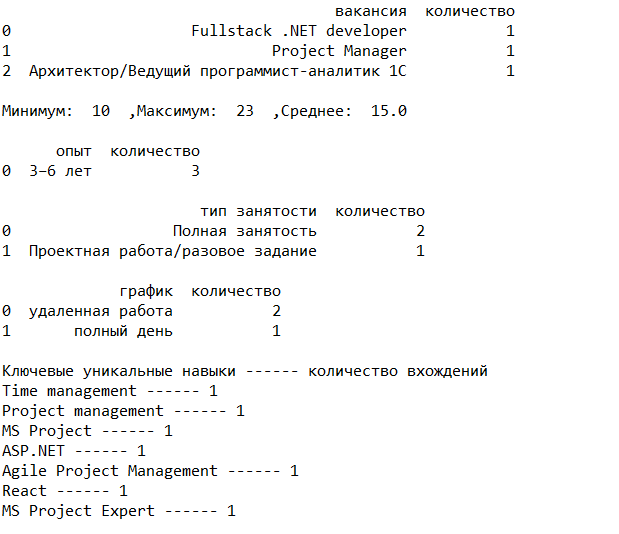 вакансия количество
0 Fullstack .NET developer 1
1 Project Manager 1
2 Архитектор/Ведущий программист-аналитик 1С 1
Минимум: 10 ,Максимум: 23 ,Среднее: 15.0
опыт количество
0 3–6 лет 3
тип занятости количество
0 Полная занятость 2
1 Проектная работа/разовое задание 1
график количество
0 удаленная работа 2
1 полный день 1
Ключевые уникальные навыки ------ количество вхождений
Time management ------ 1
Project management ------ 1
MS Project ------ 1
ASP.NET ------ 1
Agile Project Management ------ 1
React ------ 1
MS Project Expert ------ 1